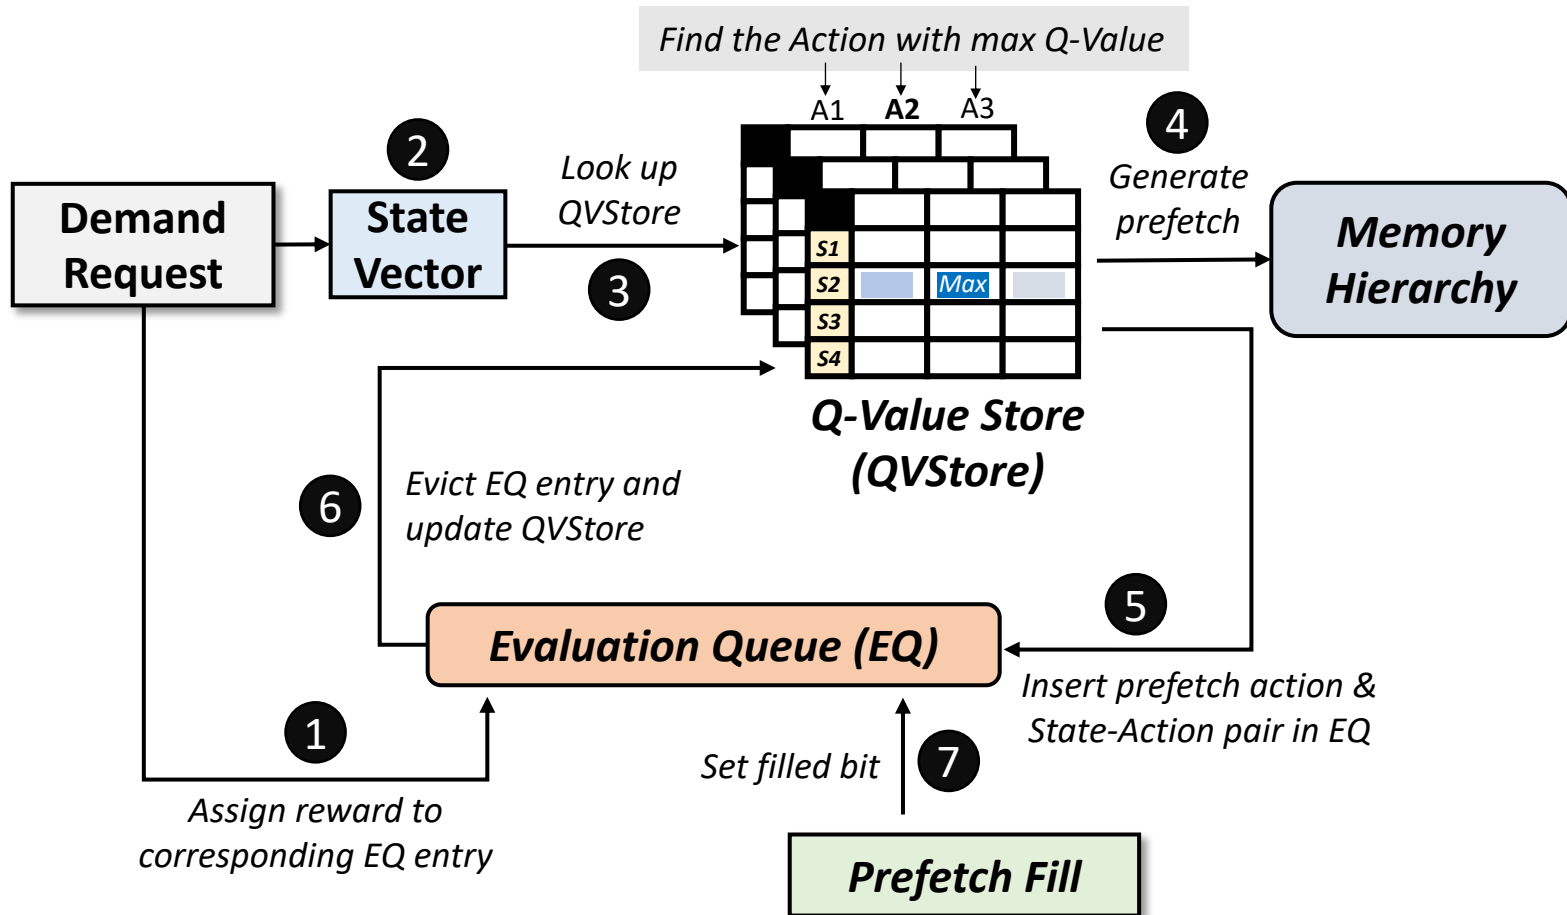 Find the Action with max Q-Value
A1 A2 A3
2
4
Demand
Request
State
Vector
Look up
QVStore
3
S1
S2 Max
S3
S4
Generate
prefetch
Memory
Hierarchy
Q-Value Store
(QVStore)
6
Evict EQ entry and
update QVStore
5
Evaluation Queue (EQ)
Insert prefetch action &
State-Action pair in EQ
1
Assign reward to
corresponding EQ entry
Set filled bit
7
Prefetch Fill